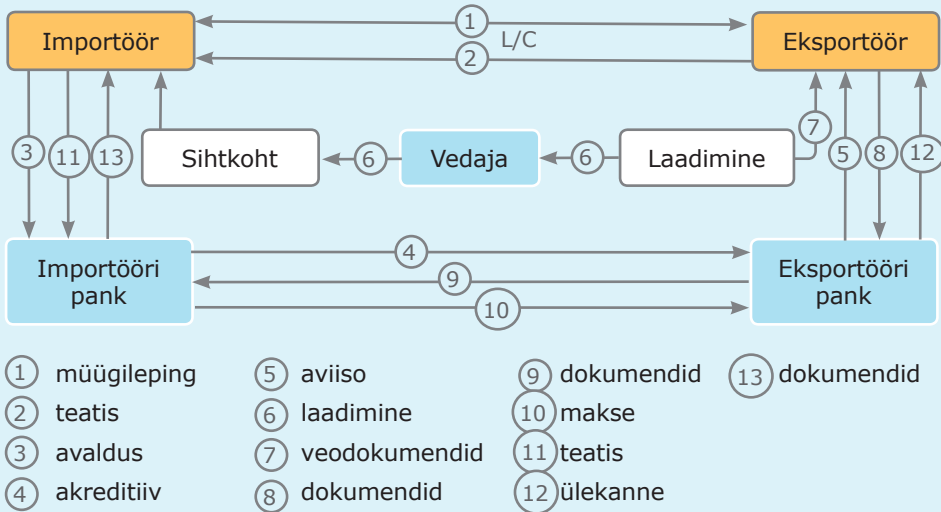 1
Importöör
L/C
Eksportöör
2
3
11
13
Sihtkoht
6
Vedaja
6
Laadimine
7
5
8
12
Importööri
pank
4
9
10
Eksportööri
pank
1 müügileping
2 teatis
3 avaldus
4 akreditiiv
5 aviiso
6 laadimine
7 veodokumendid
8 dokumendid
9 dokumendid
10 makse
11 teatis
12 ülekanne
13 dokumendid